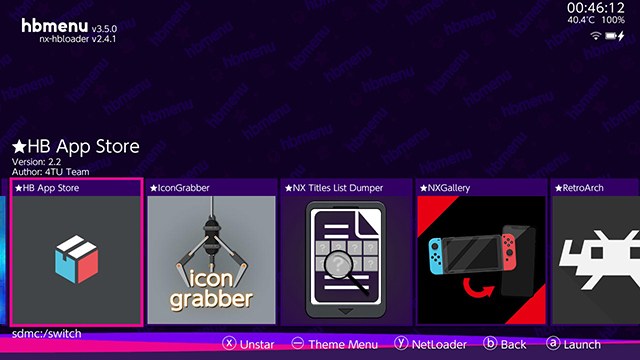 hbmenu v3.5.0
nx-hbloader v2.4.1
00:46:12
40.4°C 100%
★HB App Store
Version: 2.2
Author: 4TU Team
★HB App Store
★IconGrabber
★NX Titles List Dumper
★NXGallery
★RetroArch
icon
grabber
? ? ? ?
sdmc:/switch
X Unstar
− Theme Menu
y NetLoader
b Back
a Launch